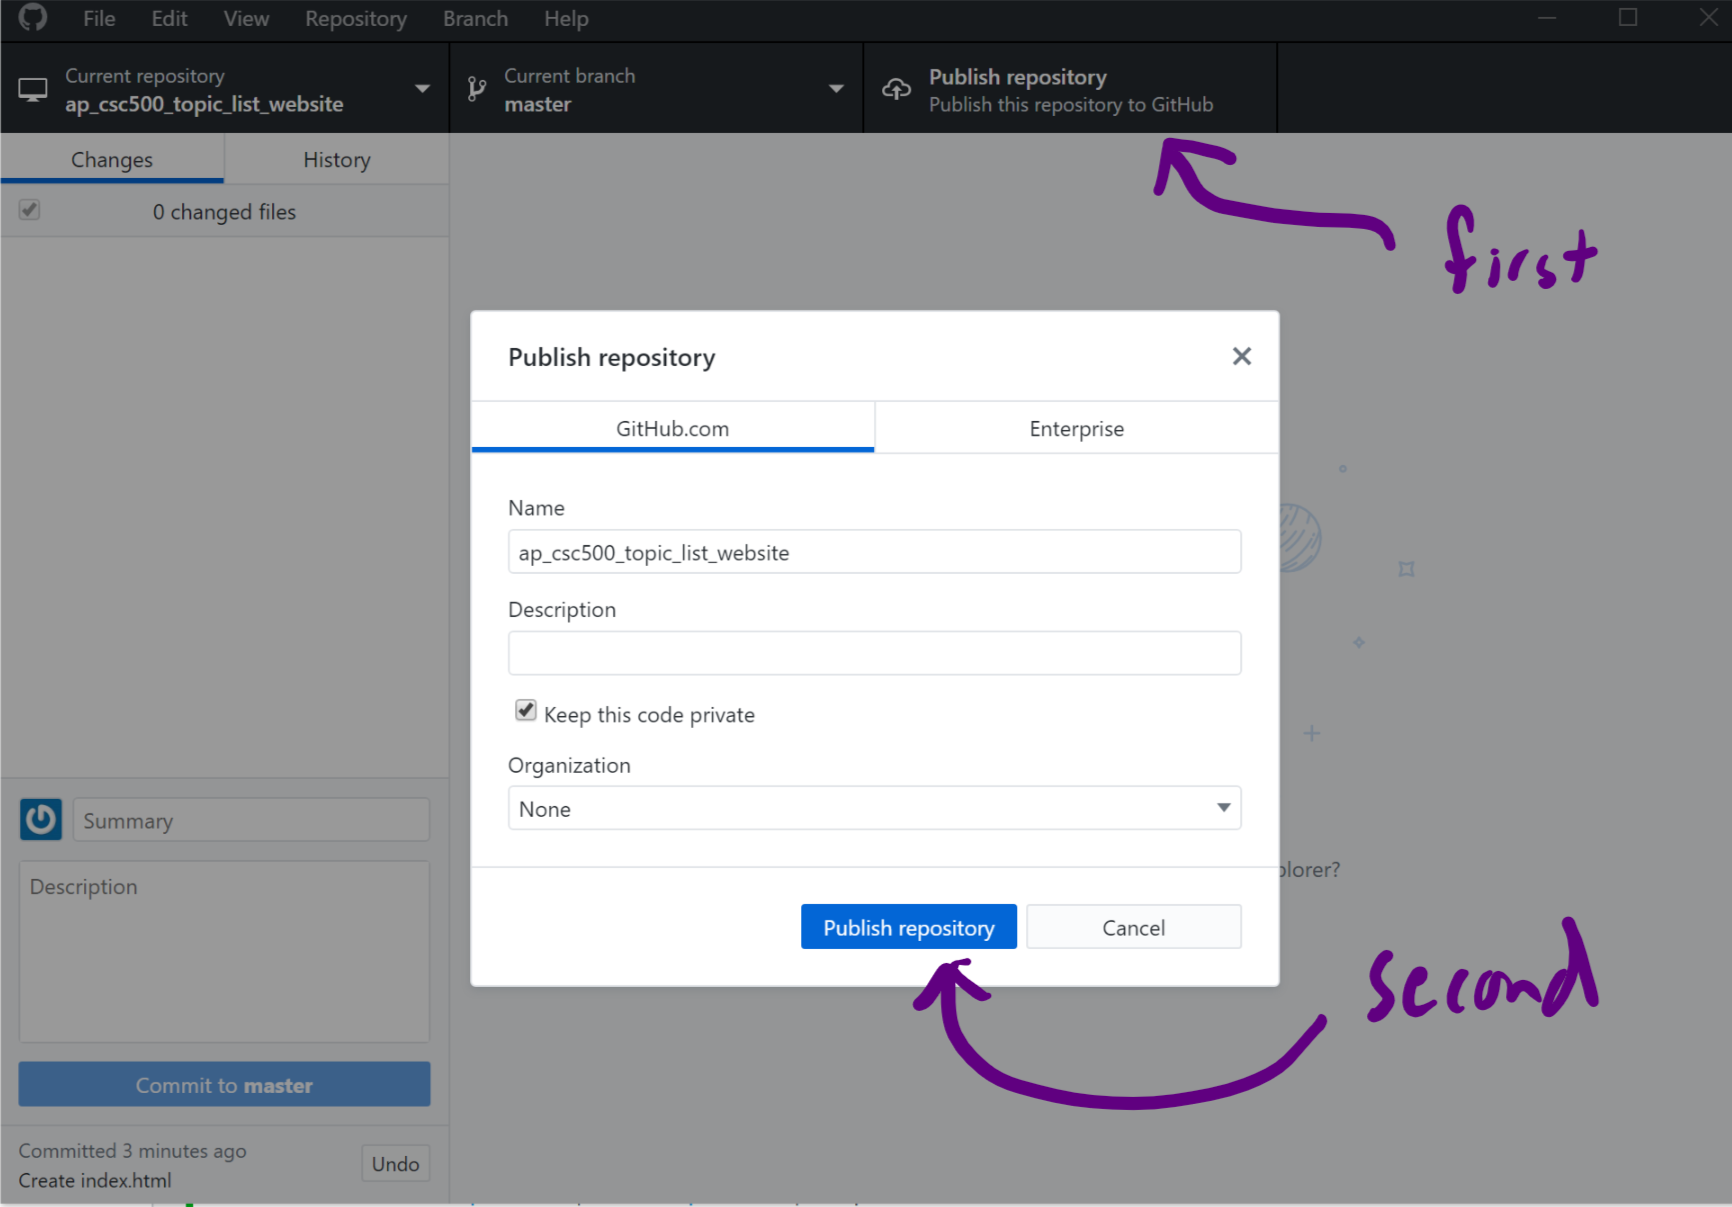 File Edit View Repository Branch Help
Current repository
ap_csc500_topic_list_website
Current branch
master
Publish repository
Publish this repository to GitHub
Changes History
0 changed files
first
Publish repository
GitHub.com Enterprise
Name
ap_csc500_topic_list_website
Description
Keep this code private
Organization
None
plorer?
Publish repository Cancel
second
Summary
Description
Commit to master
Committed 3 minutes ago
Create index.html
Undo